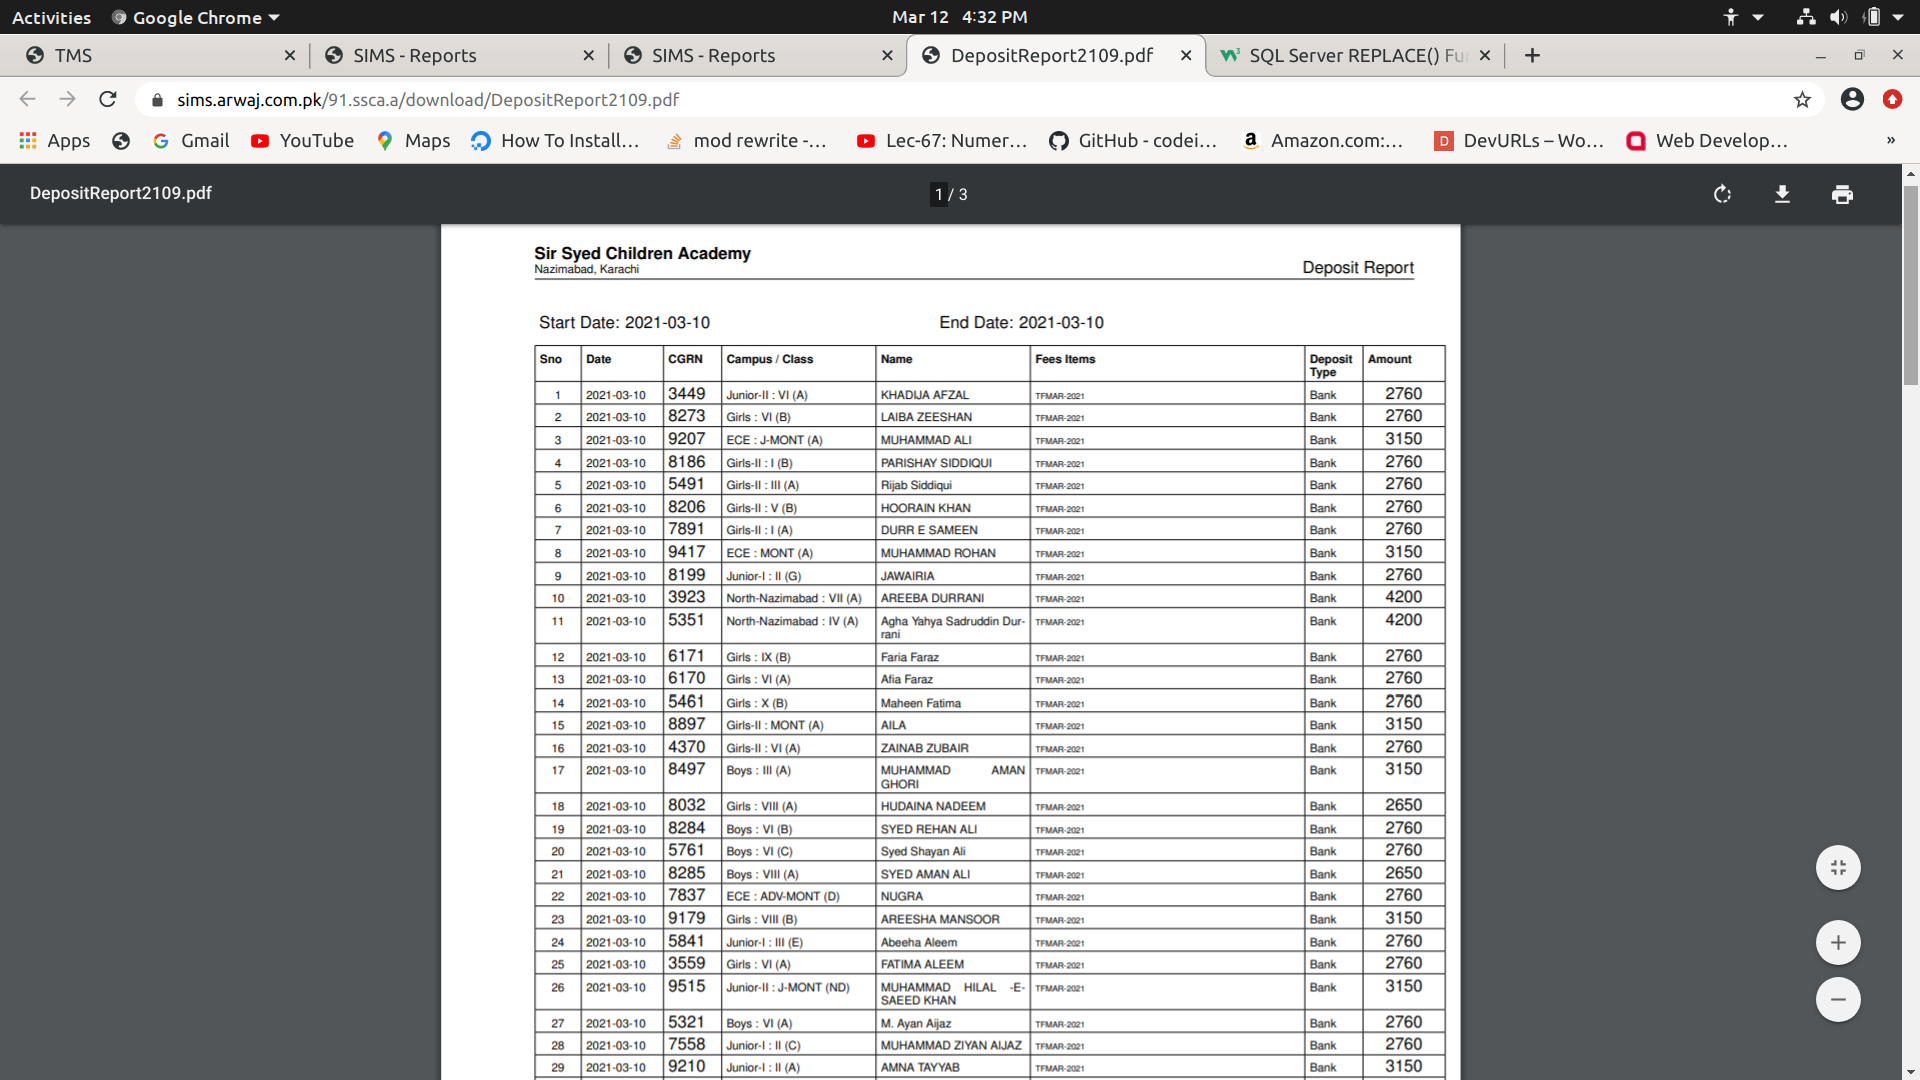 Activities Google Chrome Mar 12 4:32 PM
TMS SIMS - Reports SIMS - Reports DepositReport2109.pdf SQL Server REPLACE() Fu
sims.arwaj.com.pk/91.ssca.a/download/DepositReport2109.pdf
Apps Gmail YouTube Maps How To Install... mod rewrite -... Lec-67: Numer... GitHub - codei... Amazon.com:... DevURLs – Wo... Web Develop... »
DepositReport2109.pdf 1 / 3
Sir Syed Children Academy
Nazimabad, Karachi Deposit Report
Start Date: 2021-03-10 End Date: 2021-03-10
Sno Date CGRN Campus / Class Name Fees Items Deposit Type Amount
1 2021-03-10 3449 Junior-II : VI (A) KHADIJA AFZAL TFMAR-2021 Bank 2760
2 2021-03-10 8273 Girls : VI (B) LAIBA ZEESHAN TFMAR-2021 Bank 2760
3 2021-03-10 9207 ECE : J-MONT (A) MUHAMMAD ALI TFMAR-2021 Bank 3150
4 2021-03-10 8186 Girls-II : I (B) PARISHAY SIDDIQUI TFMAR-2021 Bank 2760
5 2021-03-10 5491 Girls-II : III (A) Rijab Siddiqui TFMAR-2021 Bank 2760
6 2021-03-10 8206 Girls-II : V (B) HOORAIN KHAN TFMAR-2021 Bank 2760
7 2021-03-10 7891 Girls-II : I (A) DURR E SAMEEN TFMAR-2021 Bank 2760
8 2021-03-10 9417 ECE : MONT (A) MUHAMMAD ROHAN TFMAR-2021 Bank 3150
9 2021-03-10 8199 Junior-I : II (G) JAWAIRIA TFMAR-2021 Bank 2760
10 2021-03-10 3923 North-Nazimabad : VII (A) AREEBA DURRANI TFMAR-2021 Bank 4200
11 2021-03-10 5351 North-Nazimabad : IV (A) Agha Yahya Sadruddin Dur- TFMAR-2021 Bank 4200
rani
12 2021-03-10 6171 Girls : IX (B) Faria Faraz TFMAR-2021 Bank 2760
13 2021-03-10 6170 Girls : VI (A) Afia Faraz TFMAR-2021 Bank 2760
14 2021-03-10 5461 Girls : X (B) Maheen Fatima TFMAR-2021 Bank 2760
15 2021-03-10 8897 Girls-II : MONT (A) AILA TFMAR-2021 Bank 3150
16 2021-03-10 4370 Girls-II : VI (A) ZAINAB ZUBAIR TFMAR-2021 Bank 2760
17 2021-03-10 8497 Boys : III (A) MUHAMMAD AMAN TFMAR-2021 Bank 3150
GHORI
18 2021-03-10 8032 Girls : VIII (A) HUDAINA NADEEM TFMAR-2021 Bank 2650
19 2021-03-10 8284 Boys : VI (B) SYED REHAN ALI TFMAR-2021 Bank 2760
20 2021-03-10 5761 Boys : VI (C) Syed Shayan Ali TFMAR-2021 Bank 2760
21 2021-03-10 8285 Boys : VIII (A) SYED AMAN ALI TFMAR-2021 Bank 2650
22 2021-03-10 7837 ECE : ADV-MONT (D) NUGRA TFMAR-2021 Bank 2760
23 2021-03-10 9179 Girls : VIII (B) AREESHA MANSOOR TFMAR-2021 Bank 3150
24 2021-03-10 5841 Junior-I : III (E) Abeeha Aleem TFMAR-2021 Bank 2760
25 2021-03-10 3559 Girls : VI (A) FATIMA ALEEM TFMAR-2021 Bank 2760
26 2021-03-10 9515 Junior-II : J-MONT (ND) MUHAMMAD HILAL -E- TFMAR-2021 Bank 3150
SAEED KHAN
27 2021-03-10 5321 Boys : VI (A) M. Ayan Aijaz TFMAR-2021 Bank 2760
28 2021-03-10 7558 Junior-I : II (C) MUHAMMAD ZIYAN AIJAZ TFMAR-2021 Bank 2760
29 2021-03-10 9210 Junior-I : II (A) AMNA TAYYAB TFMAR-2021 Bank 3150